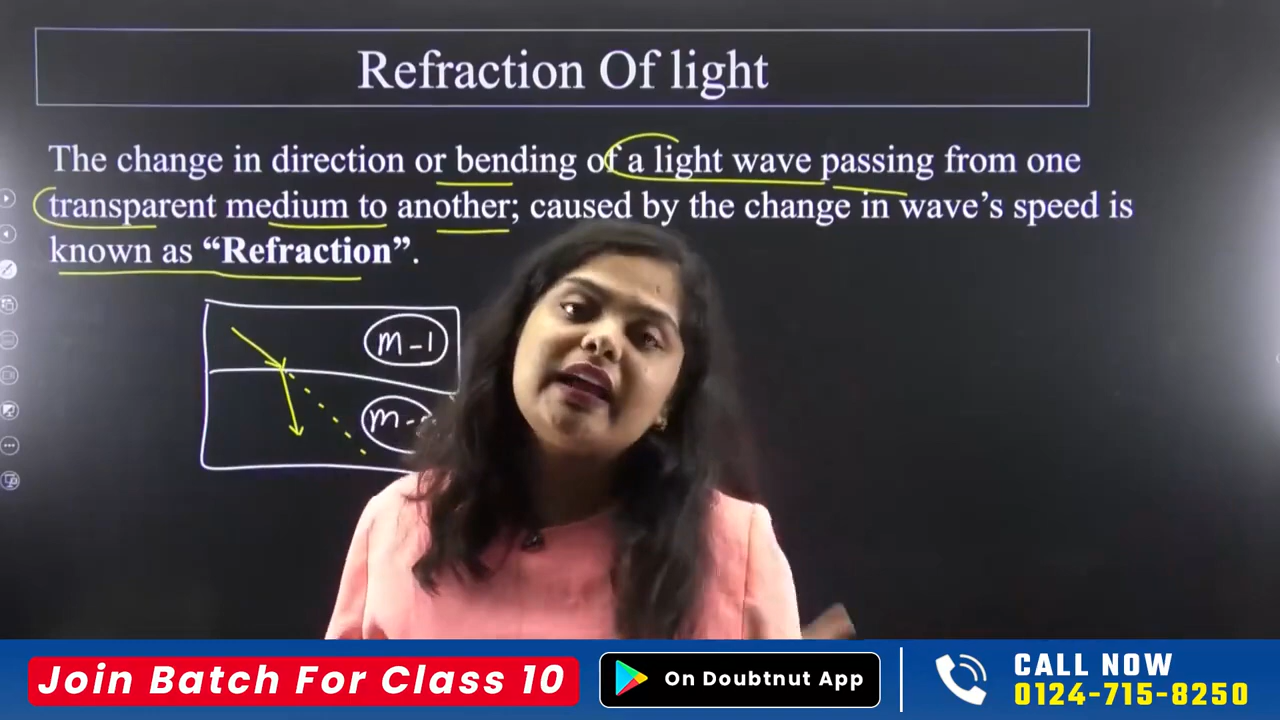 Refraction Of light
The change in direction or bending of a light wave passing from one
transparent medium to another; caused by the change in wave’s speed is
known as “Refraction”.
m-1
Join Batch For Class 10
On Doubtnut App
CALL NOW
0124-715-8250